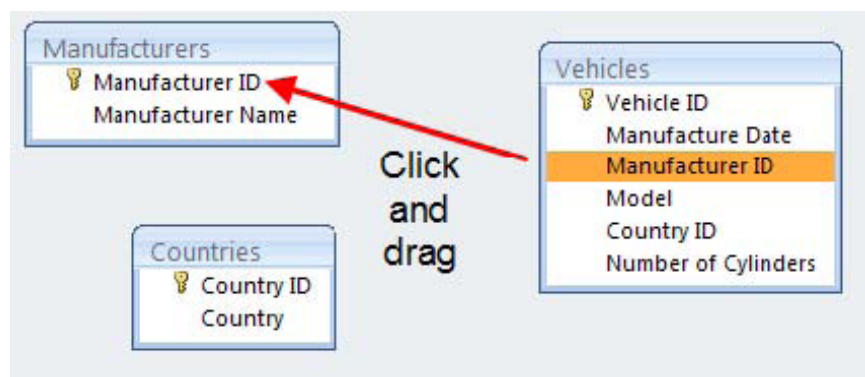 Manufacturers
Manufacturer ID
Manufacturer Name
Click
and
drag
Countries
Country ID
Country
Vehicles
Vehicle ID
Manufacture Date
Manufacturer ID
Model
Country ID
Number of Cylinders